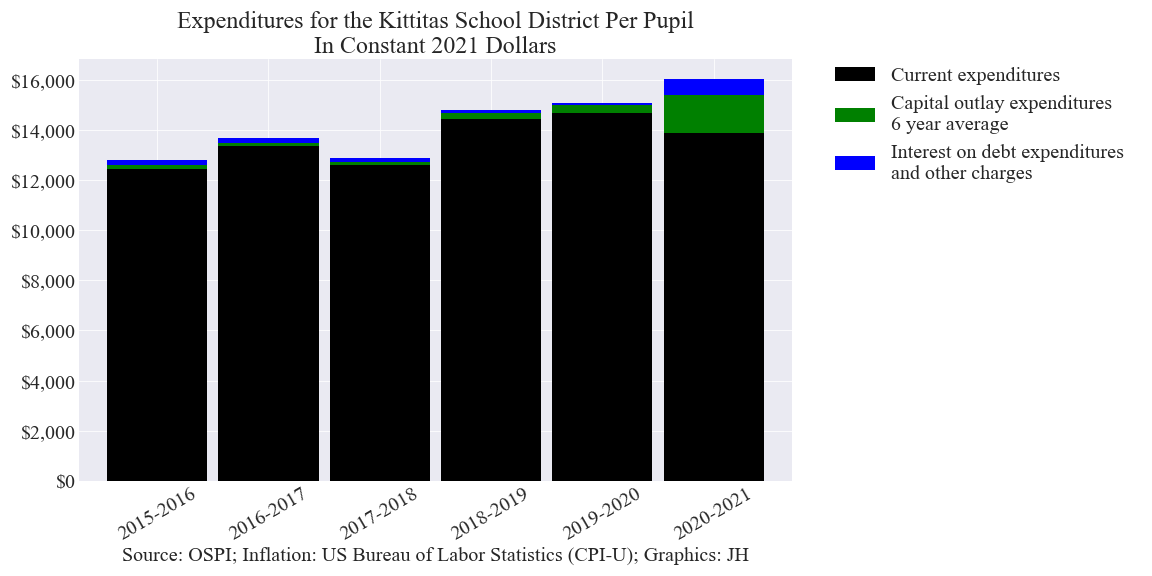 Expenditures for the Kittitas School District Per Pupil
In Constant 2021 Dollars
$16,000
$14,000
$12,000
$10,000
$8,000
$6,000
$4,000
$2,000
$0
2015-2016
2016-2017
2017-2018
2018-2019
2019-2020
2020-2021
Source: OSPI; Inflation: US Bureau of Labor Statistics (CPI-U); Graphics: JH
Current expenditures
Capital outlay expenditures
6 year average
Interest on debt expenditures
and other charges